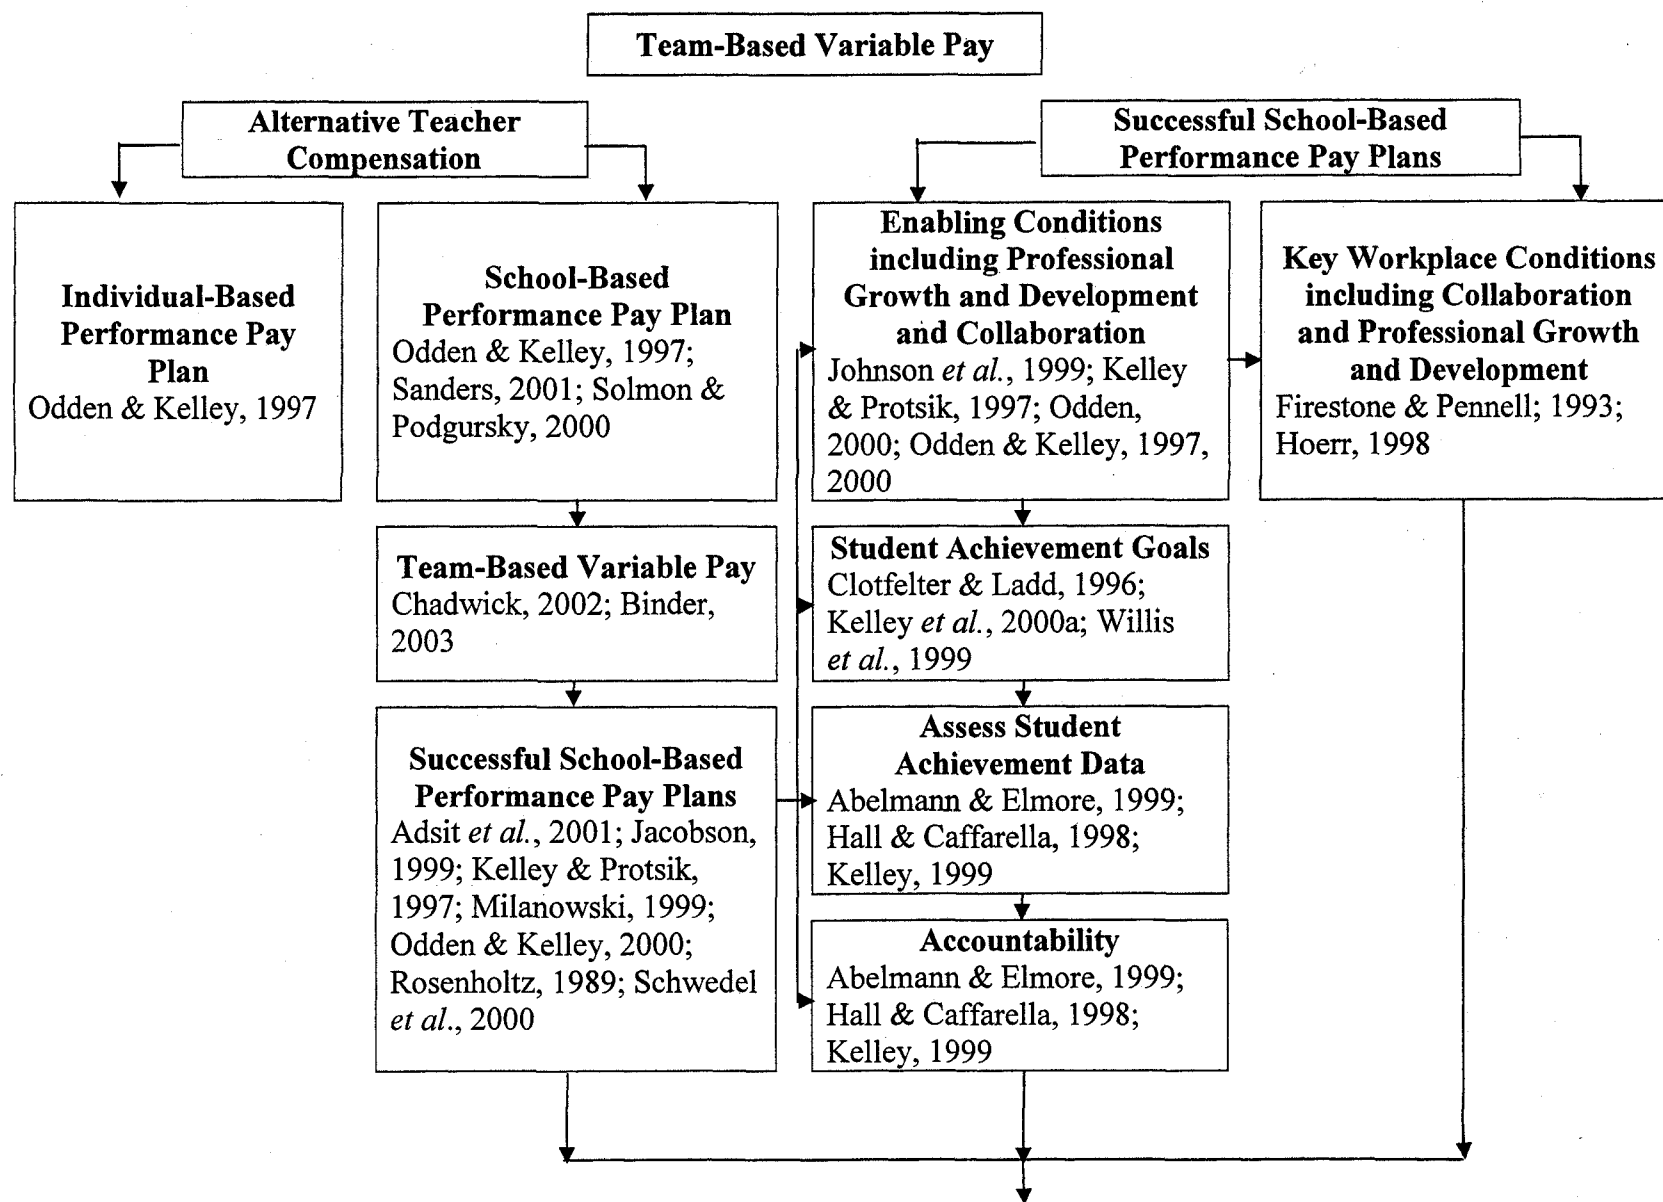 Team-Based Variable Pay
Alternative Teacher
Compensation
Successful School-Based
Performance Pay Plans
Individual-Based
Performance Pay
Plan
Odden & Kelley, 1997
School-Based
Performance Pay Plan
Odden & Kelley, 1997;
Sanders, 2001; Solmon &
Podgursky, 2000
Team-Based Variable Pay
Chadwick, 2002; Binder,
2003
Successful School-Based
Performance Pay Plans
Adsit et al., 2001; Jacobson,
1999; Kelley & Protsik,
1997; Milanowski, 1999;
Odden & Kelley, 2000;
Rosenholtz, 1989; Schwedel
et al., 2000
Enabling Conditions
including Professional
Growth and Development
and Collaboration
Johnson et al., 1999; Kelley
& Protsik, 1997; Odden,
2000; Odden & Kelley, 1997,
2000
Student Achievement Goals
Clotfelter & Ladd, 1996;
Kelley et al., 2000a; Willis
et al., 1999
Assess Student
Achievement Data
Abelmann & Elmore, 1999;
Hall & Caffarella, 1998;
Kelley, 1999
Accountability
Abelmann & Elmore, 1999;
Hall & Caffarella, 1998;
Kelley, 1999
Key Workplace Conditions
including Collaboration
and Professional Growth
and Development
Firestone & Pennell; 1993;
Hoerr, 1998